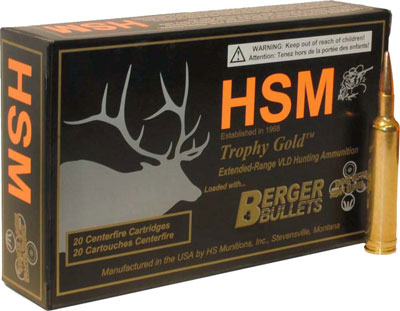 HSM
WARNING: Keep out of reach of children!
Attention: Tenez hors de la portée des enfants!
HSM
Established in 1968
Trophy Gold™
Extended-Range VLD Hunting Ammunition
Loaded with...
BERGER
BULLETS
20 Centerfire Cartridges
20 Cartouches Centerfire
Manufactured in the USA by HS Munitions, Inc., Stevensville, Montana